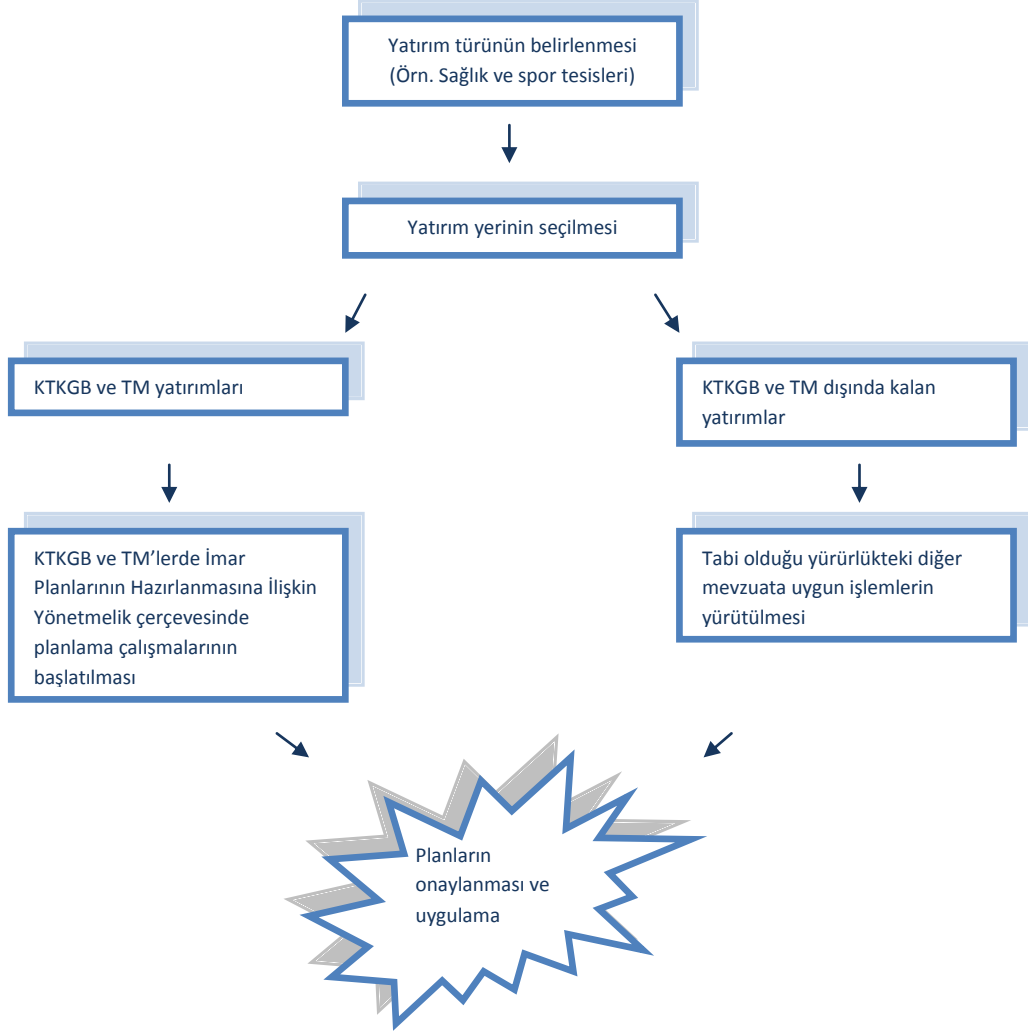 Yatırım türünün belirlenmesi
(Örn. Sağlık ve spor tesisleri)
Yatırım yerinin seçilmesi
KTKGB ve TM yatırımları
KTKGB ve TM dışında kalan
yatırımlar
KTKGB ve TM’lerde İmar
Planlarının Hazırlanmasına İlişkin
Yönetmelik çerçevesinde
planlama çalışmalarının
başlatılması
Tabi olduğu yürürlükteki diğer
mevzuata uygun işlemlerin
yürütülmesi
Planların
onaylanması ve
uygulama